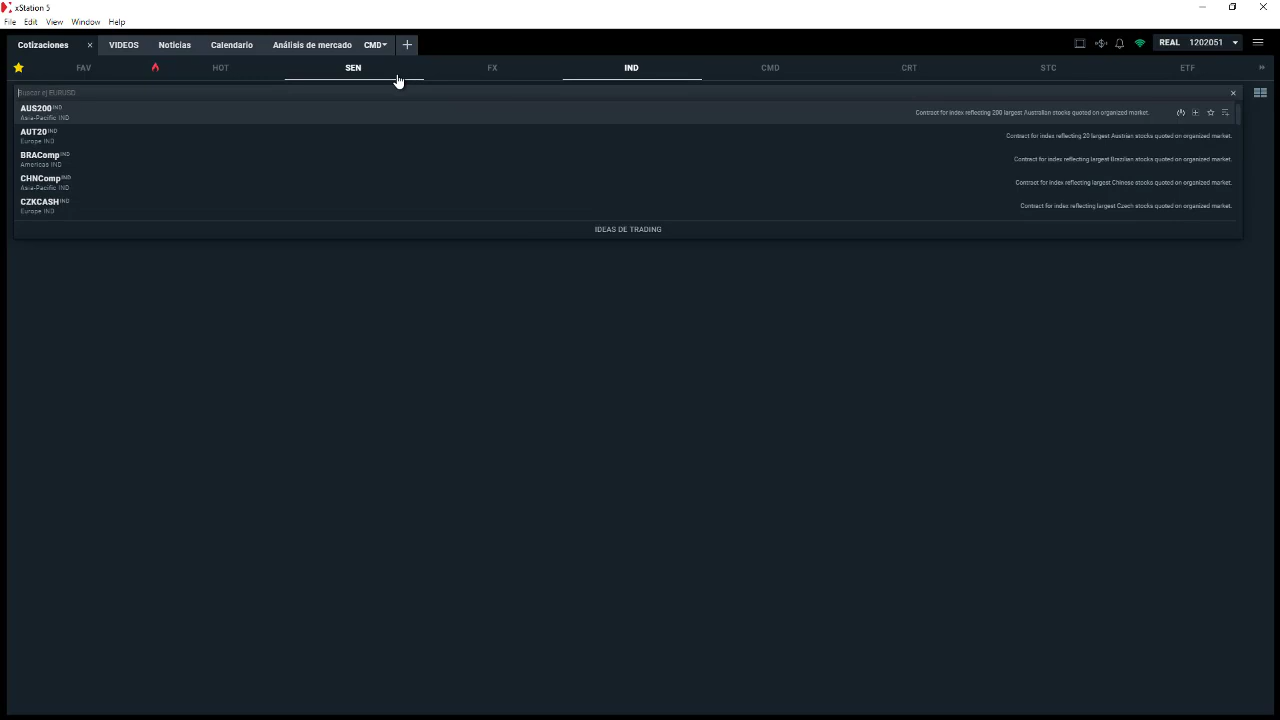 xStation 5
File Edit View Window Help
Cotizaciones × VIDEOS Noticias Calendario Análisis de mercado CMD +
REAL 1202051
FAV HOT SEN FX IND CMD CRT STC ETF »
Buscar ej EURUSD...
AUS200 IND
Asia-Pacific IND
Contract for index reflecting 200 largest Australian stocks quoted on organized market.
AUT20 IND
Europe IND
Contract for index reflecting 20 largest Austrian stocks quoted on organized market.
BRAComp IND
Americas IND
Contract for index reflecting largest Brazilian stocks quoted on organized market.
CHNComp IND
Asia-Pacific IND
Contract for index reflecting largest Chinese stocks quoted on organized market.
CZKCASH IND
Europe IND
Contract for index reflecting largest Czech stocks quoted on organized market.
IDEAS DE TRADING